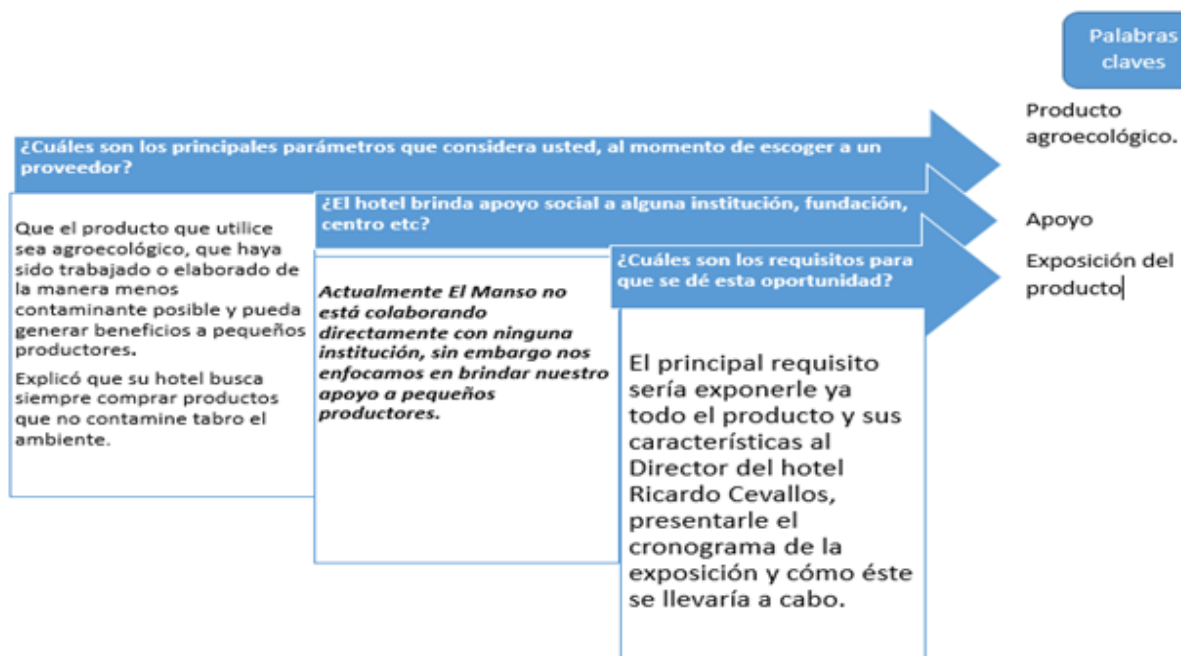 Palabras
claves
¿Cuáles son los principales parámetros que considera usted, al momento de escoger a un
proveedor?
Producto
agroecológico.
Que el producto que utilice
sea agroecológico, que haya
sido trabajado o elaborado de
la manera menos
contaminante posible y pueda
generar beneficios a pequeños
productores.
Explicó que su hotel busca
siempre comprar productos
que no contamine tabro el
ambiente.
¿El hotel brinda apoyo social a alguna institución, fundación,
centro etc?
Apoyo
Actualmente El Manso no
está colaborando
directamente con ninguna
institución, sin embargo nos
enfocamos en brindar nuestro
apoyo a pequeños
productores.
¿Cuáles son los requisitos para
que se dé esta oportunidad?
Exposición del
producto
El principal requisito
sería exponerle ya
todo el producto y sus
características al
Director del hotel
Ricardo Cevallos,
presentarle el
cronograma de la
exposición y cómo éste
se llevaría a cabo.